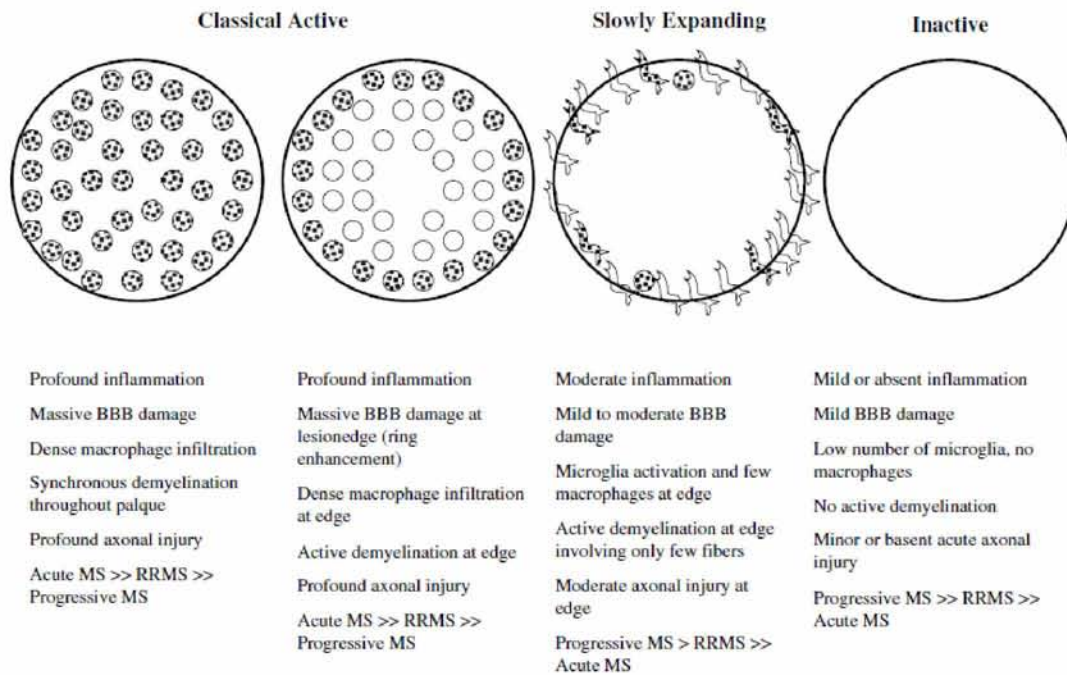 Classical Active
Slowly Expanding
Inactive
Profound inflammation
Massive BBB damage
Dense macrophage infiltration
Synchronous demyelination
throughout palque
Profound axonal injury
Acute MS >> RRMS >>
Progressive MS
Profound inflammation
Massive BBB damage at
lesionedge (ring
enhancement)
Dense macrophage infiltration
at edge
Active demyelination at edge
Profound axonal injury
Acute MS >> RRMS >>
Progressive MS
Moderate inflammation
Mild to moderate BBB
damage
Microglia activation and few
macrophages at edge
Active demyelination at edge
involving only few fibers
Moderate axonal injury at
edge
Progressive MS > RRMS >>
Acute MS
Mild or absent inflammation
Mild BBB damage
Low number of microglia, no
macrophages
No active demyelination
Minor or basent acute axonal
injury
Progressive MS >> RRMS >>
Acute MS